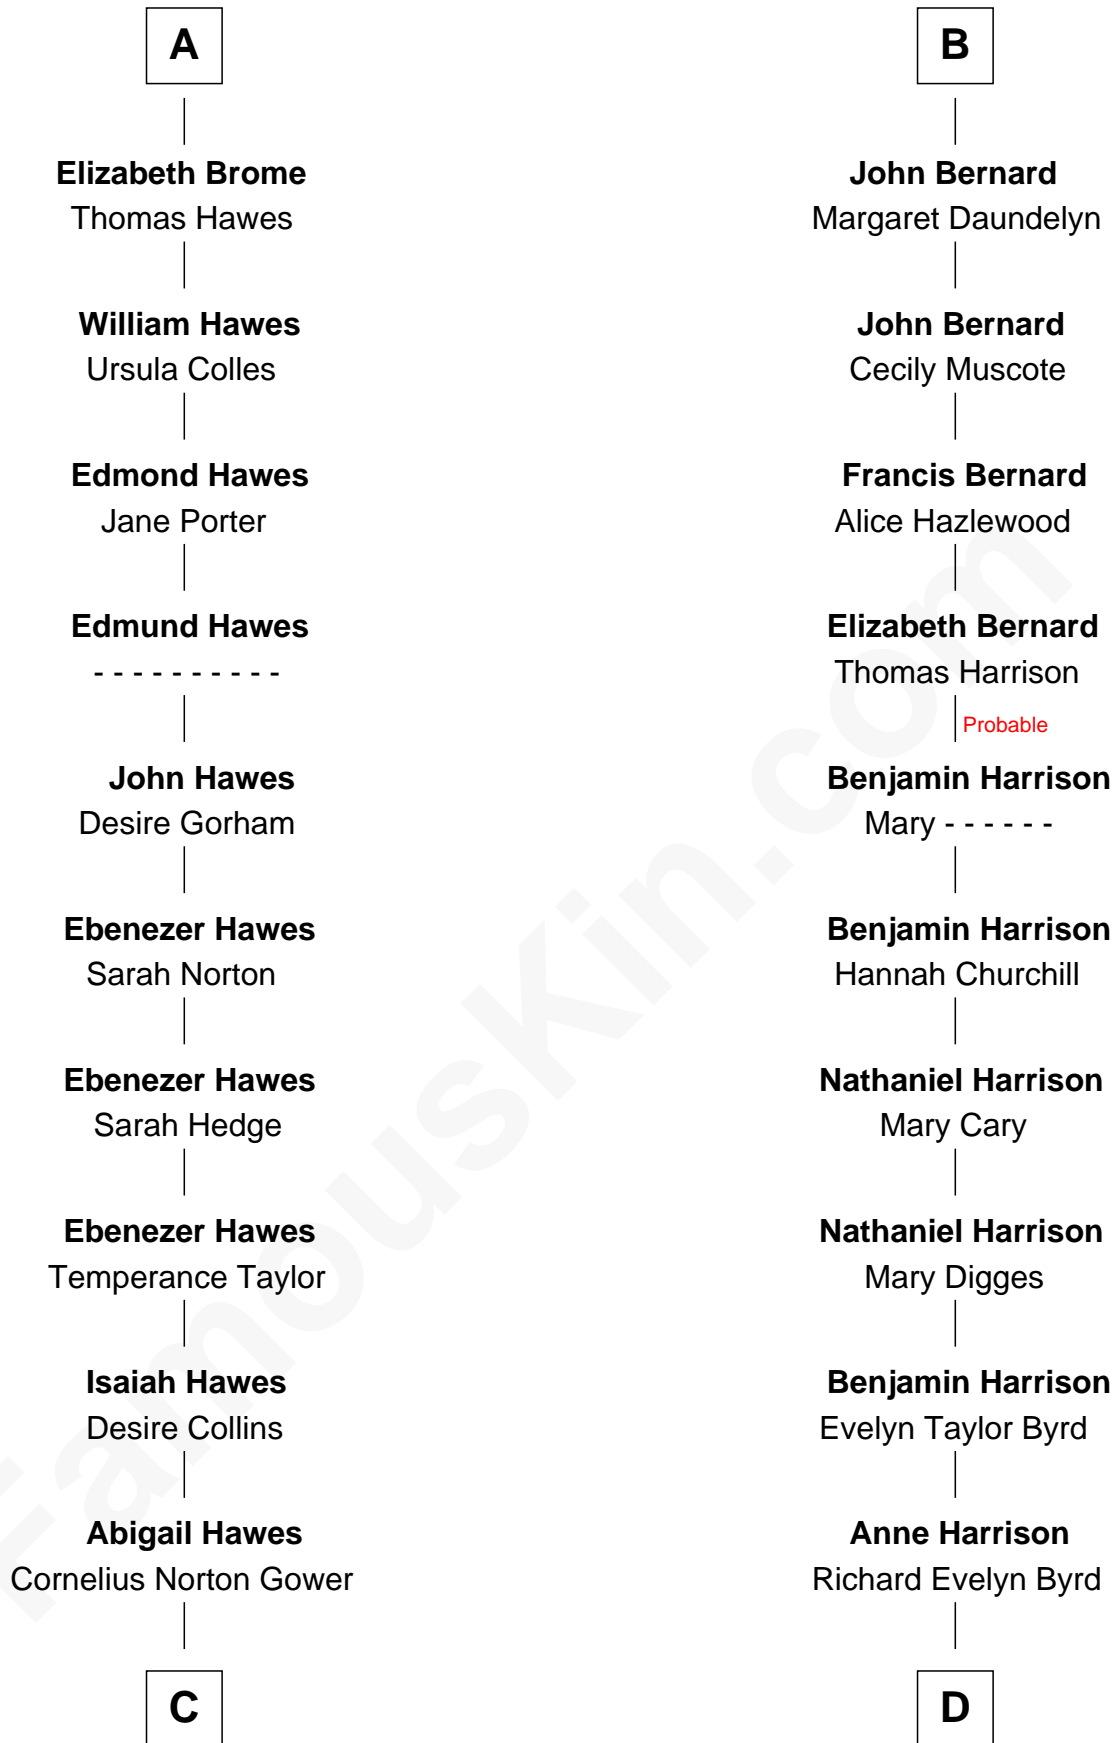 A
Elizabeth Brome
Thomas Hawes
William Hawes
Ursula Colles
Edmond Hawes
Jane Porter
Edmund Hawes
- - - - - - - - - -
John Hawes
Desire Gorham
Ebenezer Hawes
Sarah Norton
Ebenezer Hawes
Sarah Hedge
Ebenezer Hawes
Temperance Taylor
Isaiah Hawes
Desire Collins
Abigail Hawes
Cornelius Norton Gower
C
B
John Bernard
Margaret Daundelyn
John Bernard
Cecily Muscote
Francis Bernard
Alice Hazlewood
Elizabeth Bernard
Thomas Harrison
Probable
Benjamin Harrison
Mary - - - - - -
Benjamin Harrison
Hannah Churchill
Nathaniel Harrison
Mary Cary
Nathaniel Harrison
Mary Digges
Benjamin Harrison
Evelyn Taylor Byrd
Anne Harrison
Richard Evelyn Byrd
D
FamousKin.com